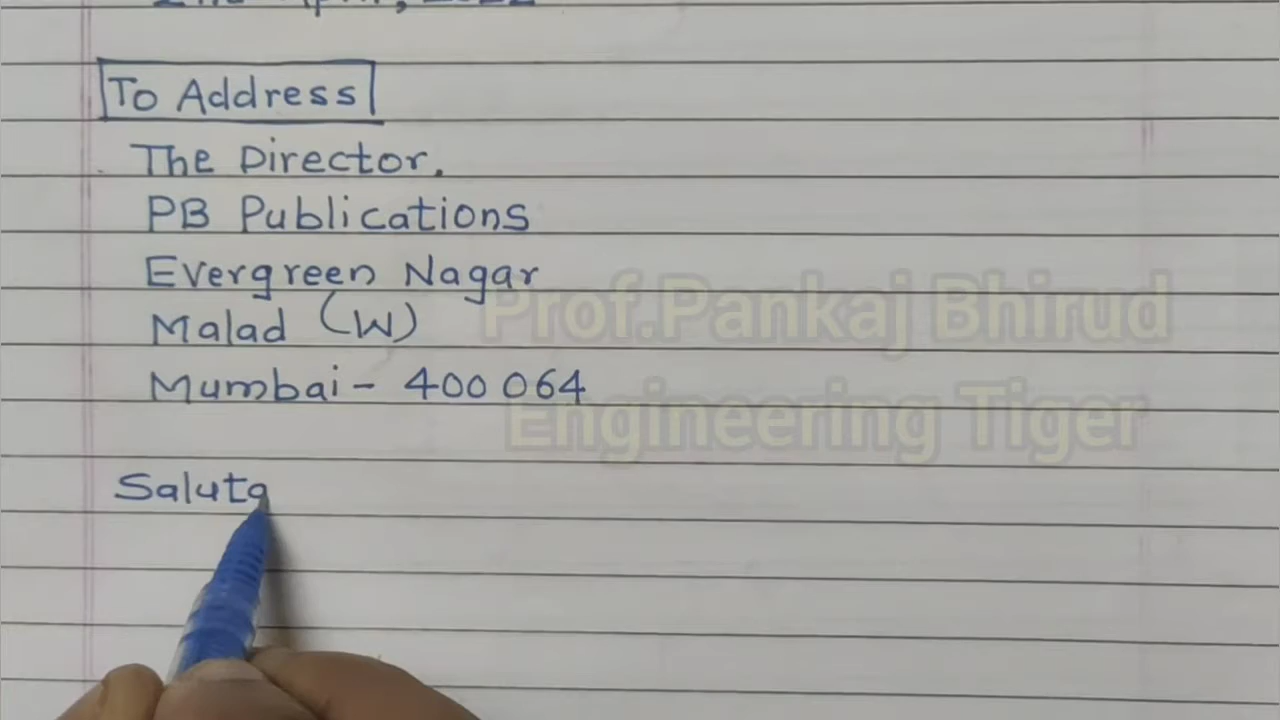 To Address
The Director.
PB Publications
Evergreen Nagar
Malad (W)
Mumbai - 400 064
Prof.Pankaj Bhirud
Engineering Tiger
Saluta